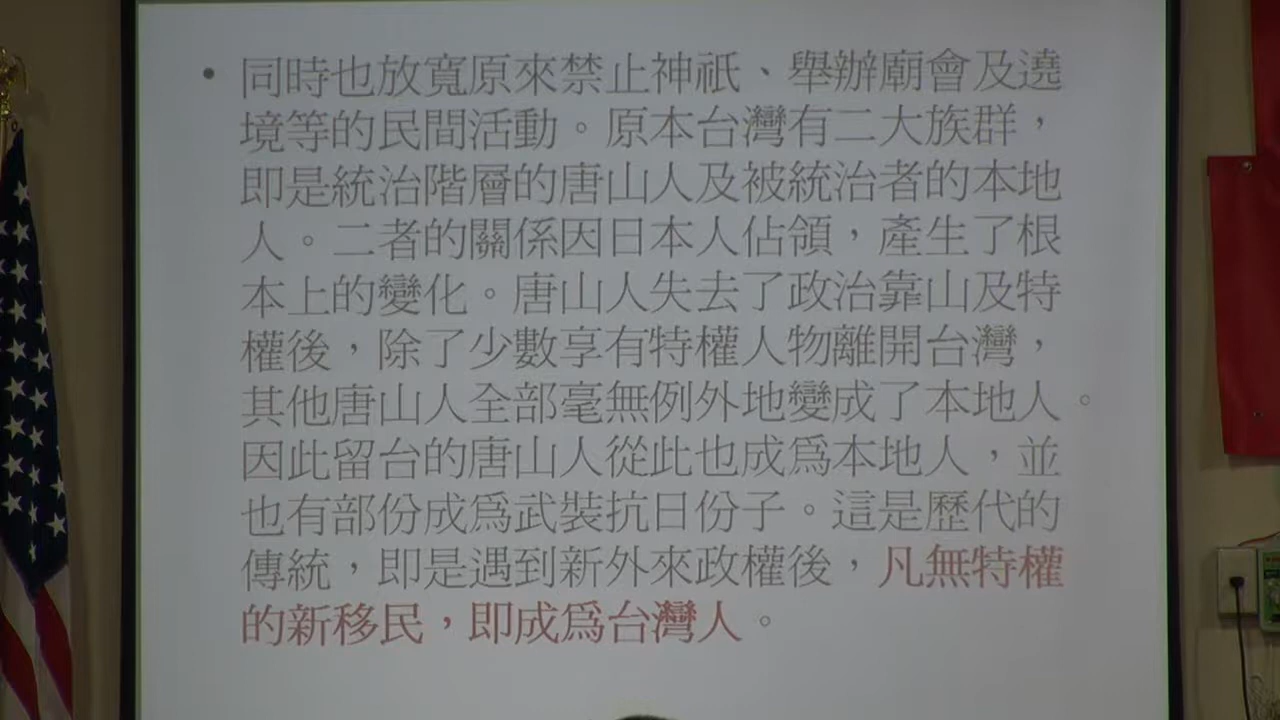 • 同時也放寬原來禁止神祇、舉辦廟會及遶
境等的民間活動。原本台灣有二大族群，
即是統治階層的唐山人及被統治者的本地
人。二者的關係因日本人佔領，產生了根
本上的變化。唐山人失去了政治靠山及特
權後，除了少數享有特權人物離開台灣，
其他唐山人全部毫無例外地變成了本地人。
因此留台的唐山人從此也成為本地人，並
也有部份成為武裝抗日份子。這是歷代的
傳統，即是遇到新外來政權後，凡無特權
的新移民，即成為台灣人。